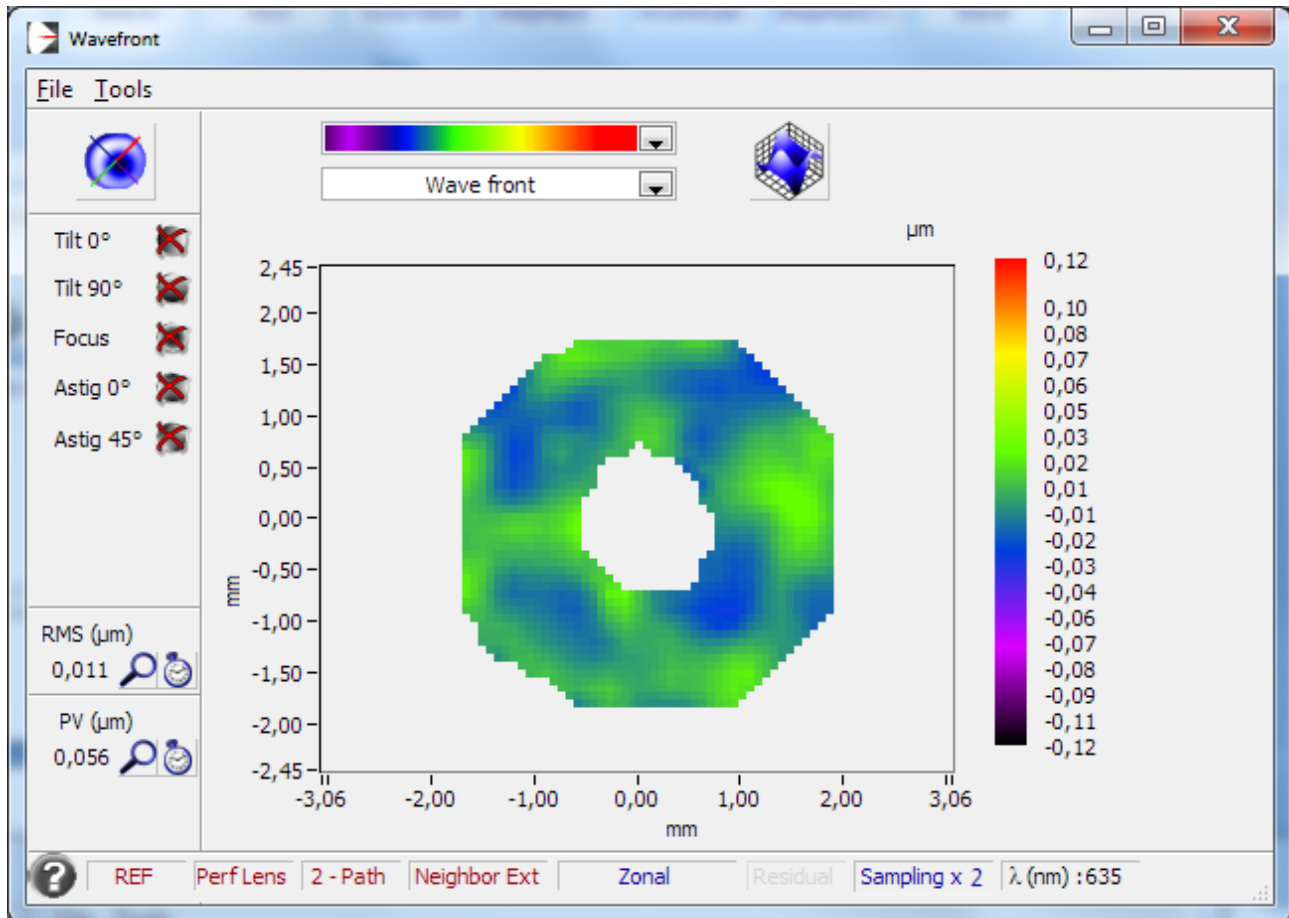 Wavefront
File Tools
Wave front
µm
Tilt 0°
Tilt 90°
Focus
Astig 0°
Astig 45°
RMS (µm)
0,011
PV (µm)
0,056
2,45
2,00
1,50
1,00
0,50
0,00
-0,50
-1,00
-1,50
-2,00
-2,45
mm
-3,06 -2,00 -1,00 0,00 1,00 2,00 3,06
mm
0,12
0,10
0,08
0,07
0,06
0,05
0,03
0,02
0,01
-0,01
-0,02
-0,03
-0,04
-0,06
-0,07
-0,08
-0,09
-0,11
-0,12
? REF Perf Lens 2 - Path Neighbor Ext Zonal Residual Sampling x 2 λ (nm) : 635